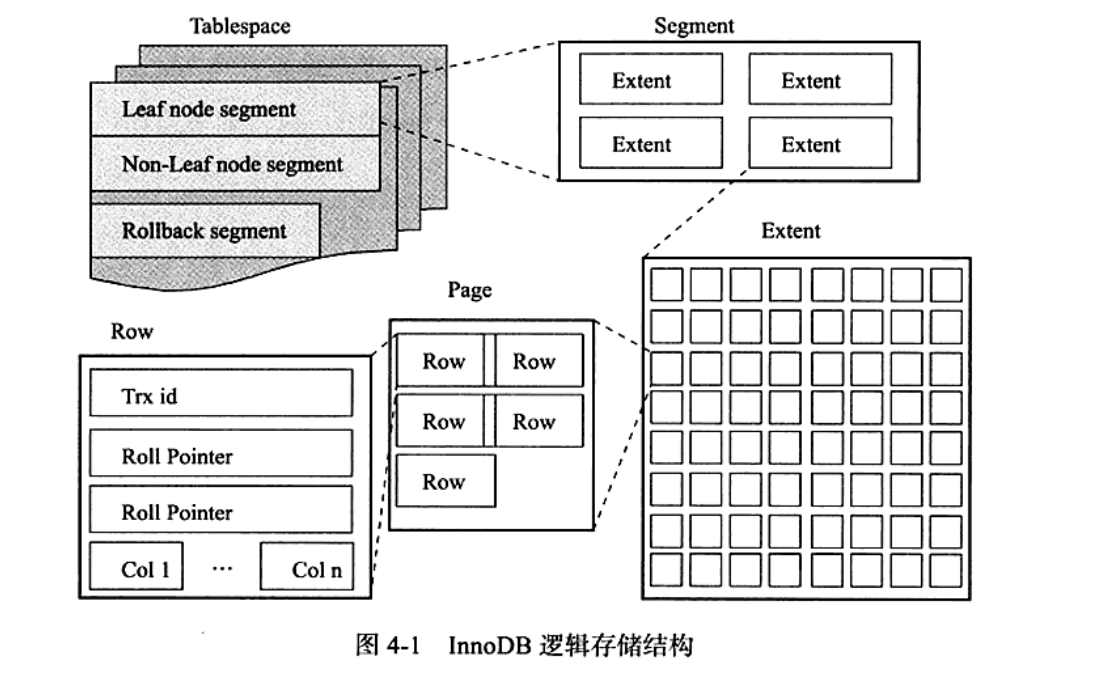 Tablespace
Leaf node segment
Non-Leaf node segment
Rollback segment
Segment
Extent Extent
Extent Extent
Extent
Page
Row Row
Row Row
Row
Row
Trx id
Roll Pointer
Roll Pointer
Col 1 … Col n
图 4-1 InnoDB 逻辑存储结构